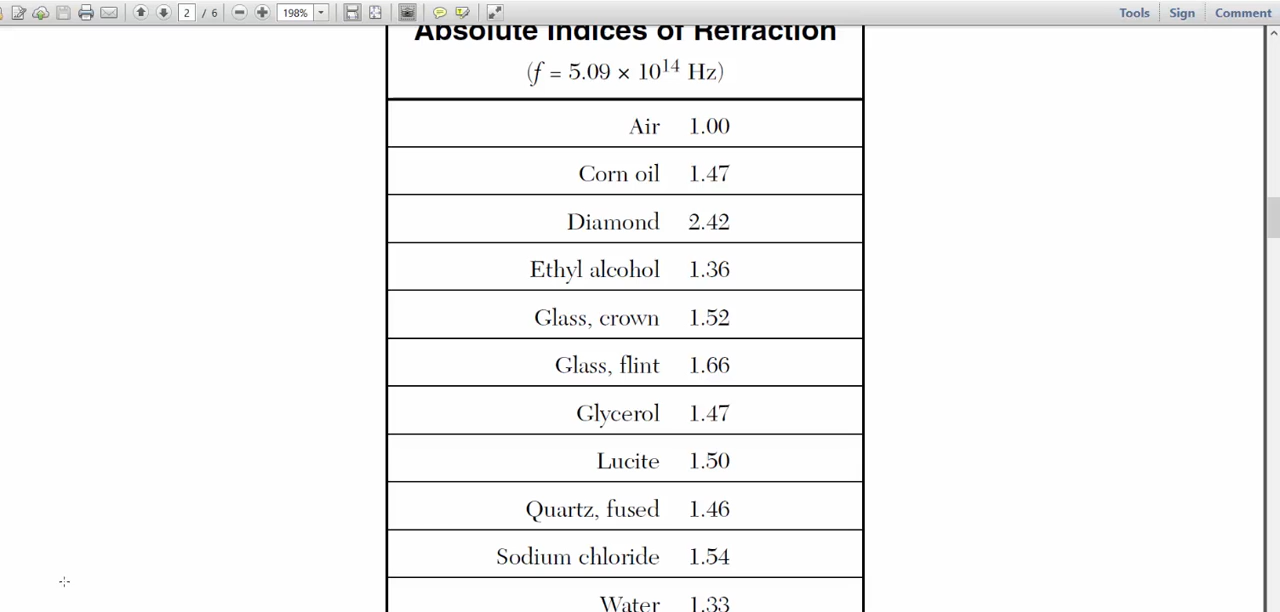 2 / 6 198% Tools Sign Comment
Absolute Indices of Refraction
(f = 5.09 × 10¹⁴ Hz)
Air 1.00
Corn oil 1.47
Diamond 2.42
Ethyl alcohol 1.36
Glass, crown 1.52
Glass, flint 1.66
Glycerol 1.47
Lucite 1.50
Quartz, fused 1.46
Sodium chloride 1.54
Water 1.33